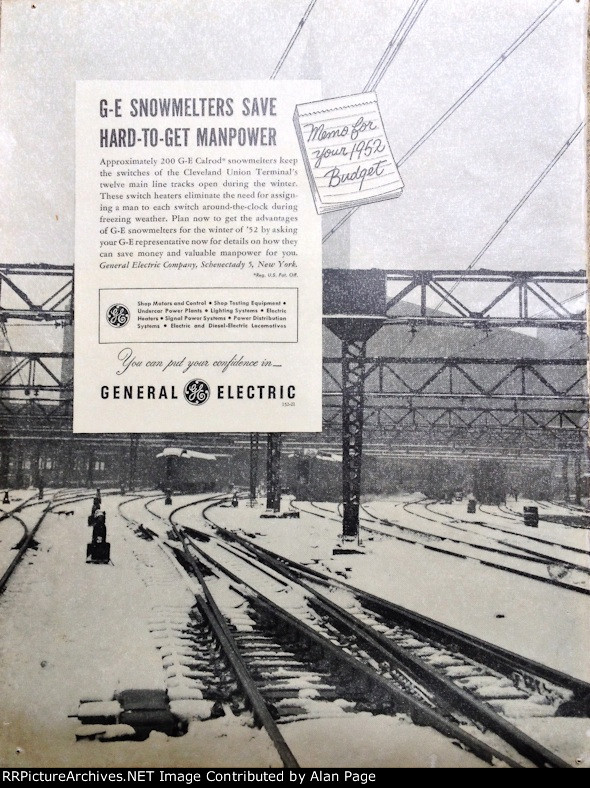 G-E SNOWMELTERS SAVE
HARD-TO-GET MANPOWER
Approximately 200 G-E Calrod* snowmelters keep
the switches of the Cleveland Union Terminal's
twelve main line tracks open during the winter.
These switch heaters eliminate the need for assign-
ing a man to each switch around-the-clock during
freezing weather. Plan now to get the advantages
of G-E snowmelters for the winter of '52 by asking
your G-E representative now for details on how they
can save money and valuable manpower for you.
General Electric Company, Schenectady 5, New York.
*Reg. U.S. Pat. Off.
Memo for
your 1952
Budget
GE
Shop Motors and Control • Shop Testing Equipment •
Undercar Power Plants • Lighting Systems • Electric
Heaters • Signal Power Systems • Power Distribution
Systems • Electric and Diesel-Electric Locomotives
You can put your confidence in—
GENERAL GE ELECTRIC
RRPictureArchives.NET Image Contributed by Alan Page